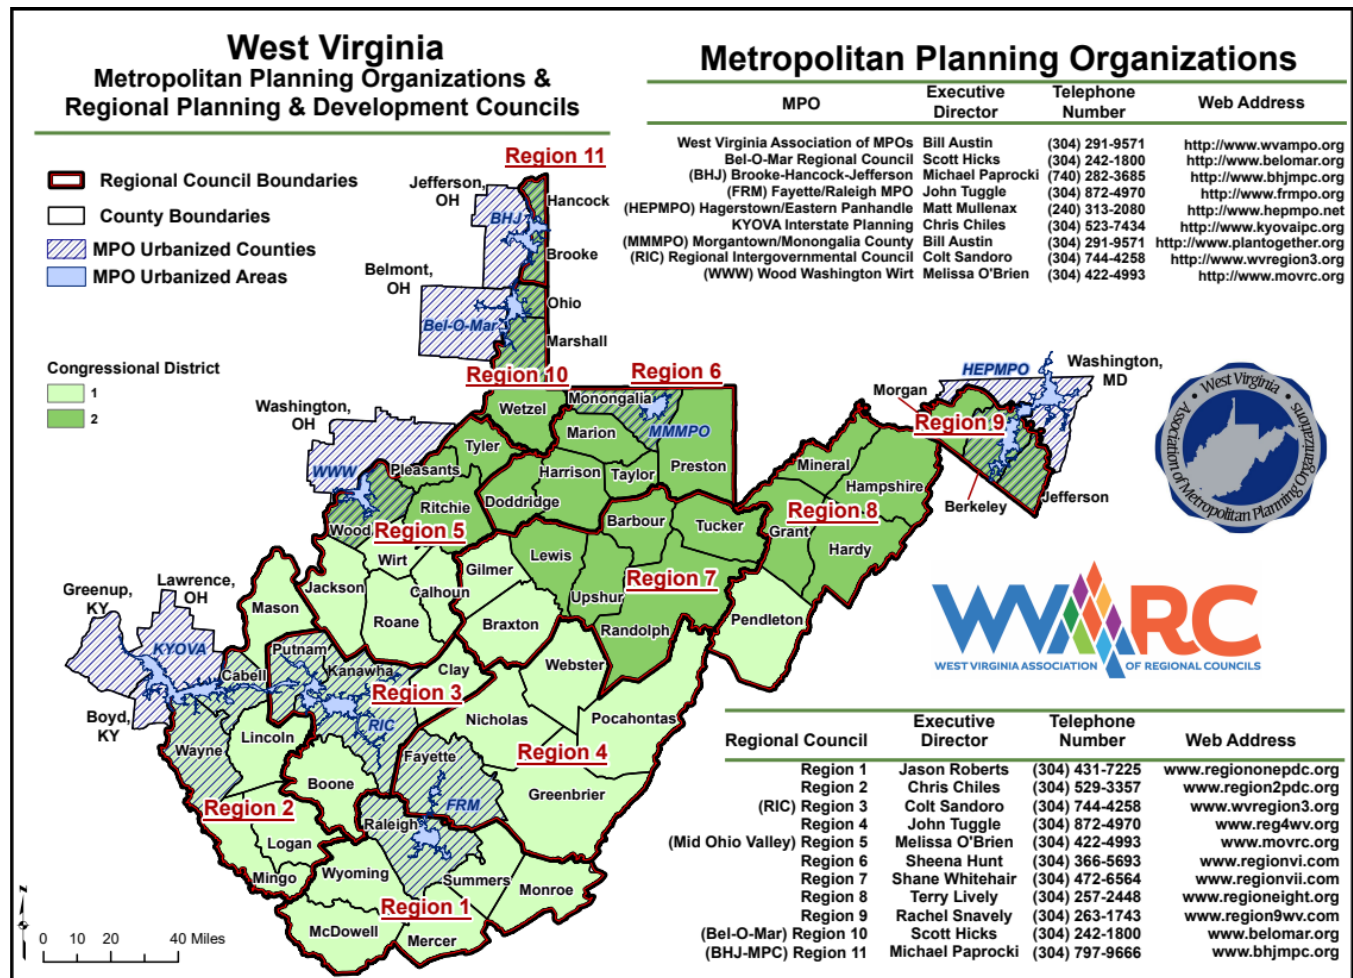 West Virginia
Metropolitan Planning Organizations &
Regional Planning & Development Councils
Regional Council Boundaries
County Boundaries
MPO Urbanized Counties
MPO Urbanized Areas
Congressional District
1
2
Metropolitan Planning Organizations
MPO Executive Director Telephone Number Web Address
West Virginia Association of MPOs Bill Austin (304) 291-9571 http://www.wvampo.org
Bel-O-Mar Regional Council Scott Hicks (304) 242-1800 http://www.belomar.org
(BHJ) Brooke-Hancock-Jefferson Michael Paprocki (740) 282-3685 http://www.bhjmpc.org
(FRM) Fayette/Raleigh MPO John Tuggle (304) 872-4970 http://www.frmpo.org
(HEPMPO) Hagerstown/Eastern Panhandle Matt Mullenax (240) 313-2080 http://www.hepmpo.net
KYOVA Interstate Planning Chris Chiles (304) 523-7434 http://www.kyovaipc.org
(MMMPO) Morgantown/Monongalia County Bill Austin (304) 291-9571 http://www.plantogether.org
(RIC) Regional Intergovernmental Council Colt Sandoro (304) 744-4258 http://www.wvregion3.org
(WWW) Wood Washington Wirt Melissa O'Brien (304) 422-4993 http://www.movrc.org
Region 11
Jefferson, OH
Hancock
BHJ
Brooke
Belmont, OH
Ohio
Bel-O-Mar
Marshall
Region 10
Region 6
Wetzel
Monongalia
MMMPO
Marion
Preston
Washington, OH
WWW
Tyler
Pleasants
Harrison
Taylor
Doddridge
Ritchie
Wood
Region 5
Wirt
Morgan
HEPMPO
Washington, MD
Region 9
Berkeley
Jefferson
Mineral
Hampshire
Region 8
Grant
Hardy
Barbour
Tucker
Lewis
Region 7
Upshur
Randolph
Pendleton
Gilmer
Calhoun
Jackson
Roane
Braxton
Mason
Greenup, KY
Lawrence, OH
KYOVA
Boyd, KY
Cabell
Putnam
Kanawha
Clay
Region 3
RIC
Webster
Nicholas
Pocahontas
Region 4
Greenbrier
Fayette
FRM
Wayne
Lincoln
Boone
Region 2
Logan
Mingo
Raleigh
Wyoming
Summers
Monroe
Region 1
McDowell
Mercer
N
0 10 20 40 Miles
West Virginia
Association of Metropolitan Planning Organizations
WVARC
WEST VIRGINIA ASSOCIATION OF REGIONAL COUNCILS
Regional Council Executive Director Telephone Number Web Address
Region 1 Jason Roberts (304) 431-7225 www.regiononepdc.org
Region 2 Chris Chiles (304) 529-3357 www.region2pdc.org
(RIC) Region 3 Colt Sandoro (304) 744-4258 www.wvregion3.org
Region 4 John Tuggle (304) 872-4970 www.reg4wv.org
(Mid Ohio Valley) Region 5 Melissa O'Brien (304) 422-4993 www.movrc.org
Region 6 Sheena Hunt (304) 366-5693 www.regionvi.com
Region 7 Shane Whitehair (304) 472-6564 www.regionvii.com
Region 8 Terry Lively (304) 257-2448 www.regioneight.org
Region 9 Rachel Snavely (304) 263-1743 www.region9wv.com
(Bel-O-Mar) Region 10 Scott Hicks (304) 242-1800 www.belomar.org
(BHJ-MPC) Region 11 Michael Paprocki (304) 797-9666 www.bhjmpc.org